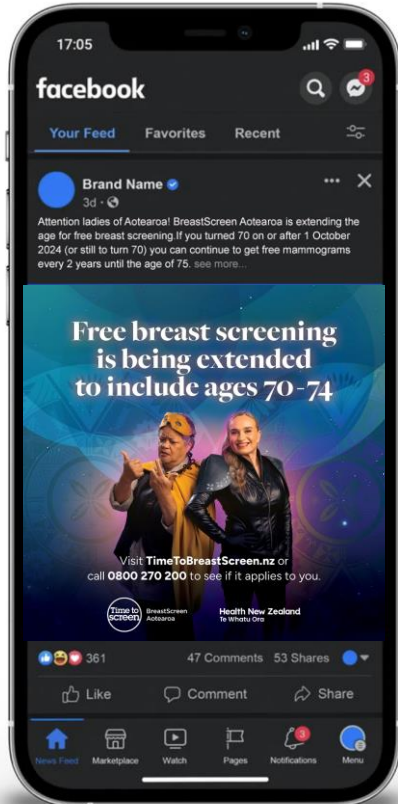 17:05
facebook
3
Your Feed
Favorites
Recent
Brand Name
3d ·
Attention ladies of Aotearoa! BreastScreen Aotearoa is extending the
age for free breast screening.If you turned 70 on or after 1 October
2024 (or still to turn 70) you can continue to get free mammograms
every 2 years until the age of 75. see more...
Free breast screening
is being extended
to include ages 70-74
Visit TimeToBreastScreen.nz or
call 0800 270 200 to see if it applies to you.
Time to
screen
BreastScreen
Aotearoa
Health New Zealand
Te Whatu Ora
361
47 Comments
53 Shares
Like
Comment
Share
3
News Feed
Marketplace
Watch
Pages
Notifications
Menu